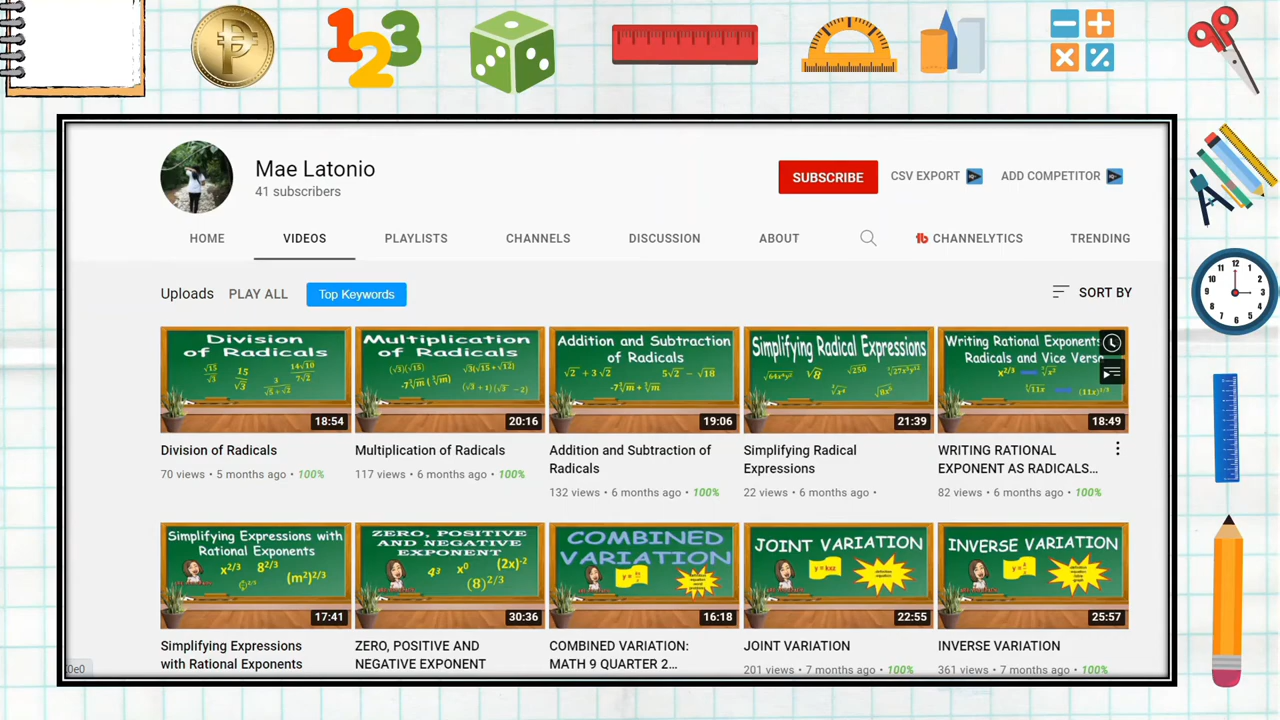 123
Mae Latonio
41 subscribers
SUBSCRIBE
CSV EXPORT
ADD COMPETITOR
HOME
VIDEOS
PLAYLISTS
CHANNELS
DISCUSSION
ABOUT
CHANNELYTICS
TRENDING
Uploads
PLAY ALL
Top Keywords
SORT BY
Division
of Radicals
18:54
Multiplication
of Radicals
20:16
Addition and Subtraction
of Radicals
√2 + 3√2
5√2 − √18
19:06
Simplifying Radical Expressions
21:39
Writing Rational Exponents
Radicals and Vice Versa
18:49
Division of Radicals
70 views • 5 months ago • 100%
Multiplication of Radicals
117 views • 6 months ago • 100%
Addition and Subtraction of
Radicals
132 views • 6 months ago • 100%
Simplifying Radical
Expressions
22 views • 6 months ago •
WRITING RATIONAL
EXPONENT AS RADICALS...
82 views • 6 months ago • 100%
Simplifying Expressions with
Rational Exponents
17:41
ZERO, POSITIVE
AND NEGATIVE
EXPONENT
30:36
COMBINED
VARIATION
16:18
JOINT VARIATION
y = kxz
22:55
INVERSE VARIATION
25:57
Simplifying Expressions
with Rational Exponents
ZERO, POSITIVE AND
NEGATIVE EXPONENT
COMBINED VARIATION:
MATH 9 QUARTER 2...
JOINT VARIATION
201 views • 7 months ago • 100%
INVERSE VARIATION
361 views • 7 months ago • 100%